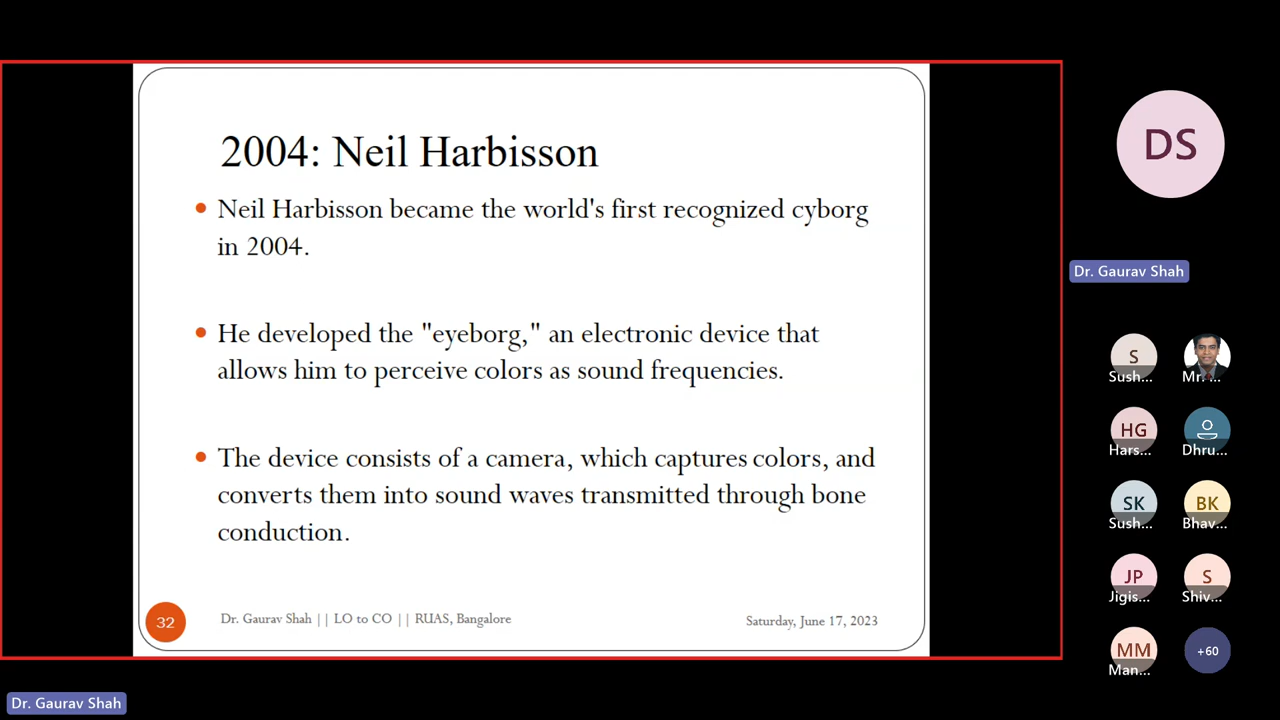 2004: Neil Harbisson
Neil Harbisson became the world's first recognized cyborg
in 2004.
He developed the "eyeborg," an electronic device that
allows him to perceive colors as sound frequencies.
The device consists of a camera, which captures colors, and
converts them into sound waves transmitted through bone
conduction.
32
Dr. Gaurav Shah || LO to CO || RUAS, Bangalore
Saturday, June 17, 2023
DS
Dr. Gaurav Shah
S
Sush...
Mr. ...
HG
Hars...
Dhru...
SK
Sush...
BK
Bhav...
JP
Jigis...
S
Shiv...
MM
Man...
+60
Dr. Gaurav Shah